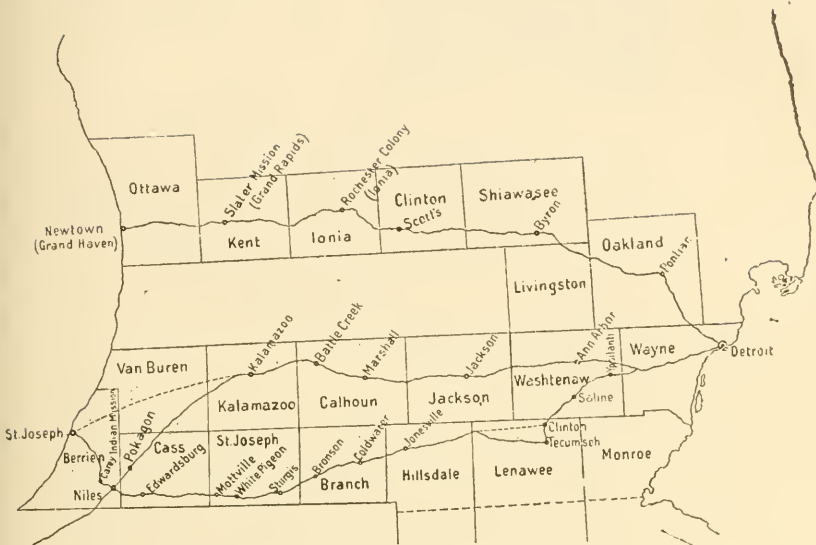 Ottawa
Slater Mission
(Grand Rapids)
Rochester Colony
(Ionia)
Clinton
Scott's
Shiawasee
Byron
Newtown
(Grand Haven)
Kent
Ionia
Oakland
Pontiac
Livingston
Van Buren
Kalamazoo
Battle Creek
Marshall
Jackson
Ann Arbor
Ypsilanti
Wayne
Detroit
Kalamazoo
Calhoun
Jackson
Washtenaw
Saline
St. Joseph
Berrien
Carey Indian Mission
Pokagon
Cass
Edwardsburg
St. Joseph
Mottville
White Pigeon
Sturgis
Bronson
Coldwater
Jonesville
Clinton
Tecumseh
Niles
Branch
Hillsdale
Lenawee
Monroe